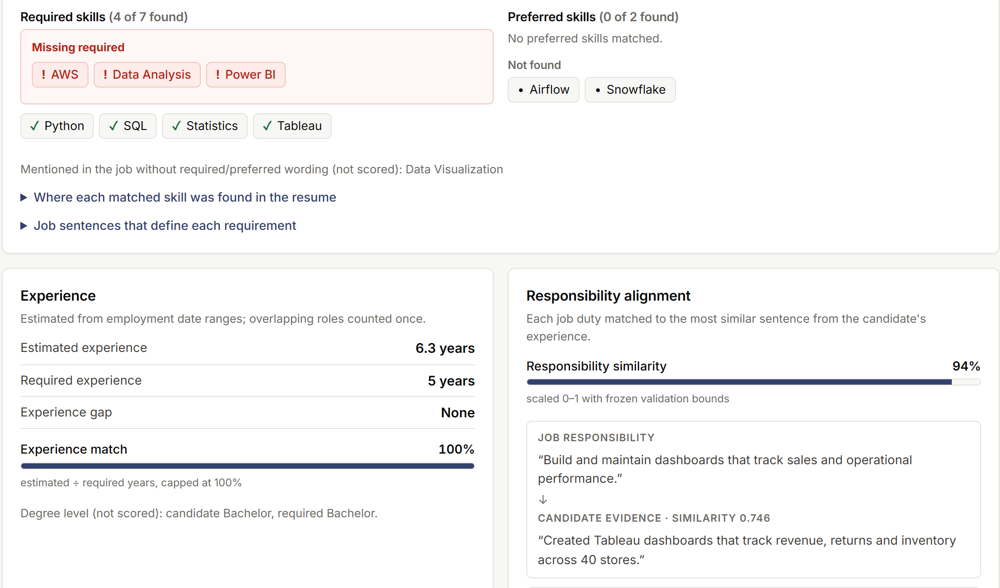 Required skills (4 of 7 found)
Missing required
! AWS
! Data Analysis
! Power BI
✓ Python
✓ SQL
✓ Statistics
✓ Tableau
Preferred skills (0 of 2 found)
No preferred skills matched.
Not found
• Airflow
• Snowflake
Mentioned in the job without required/preferred wording (not scored): Data Visualization
▶ Where each matched skill was found in the resume
▶ Job sentences that define each requirement
Experience
Estimated from employment date ranges; overlapping roles counted once.
Estimated experience 6.3 years
Required experience 5 years
Experience gap None
Experience match 100%
estimated ÷ required years, capped at 100%
Degree level (not scored): candidate Bachelor, required Bachelor.
Responsibility alignment
Each job duty matched to the most similar sentence from the candidate's
experience.
Responsibility similarity 94%
scaled 0–1 with frozen validation bounds
JOB RESPONSIBILITY
“Build and maintain dashboards that track sales and operational
performance.”
↓
CANDIDATE EVIDENCE · SIMILARITY 0.746
“Created Tableau dashboards that track revenue, returns and inventory
across 40 stores.”